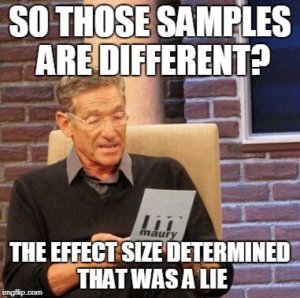 SO THOSE SAMPLES
ARE DIFFERENT?
maury
THE EFFECT SIZE DETERMINED
THAT WAS A LIE
imgflip.com